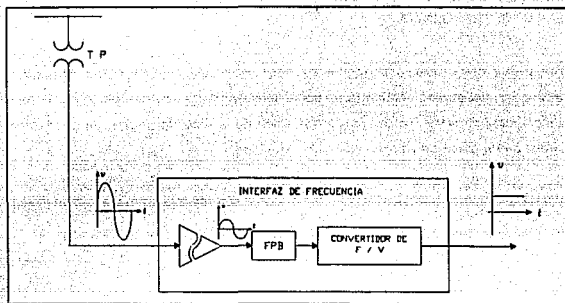 T P
v
t
INTERFAZ DE FRECUENCIA
v
t
FPB
CONVERTIDOR DE
F / V